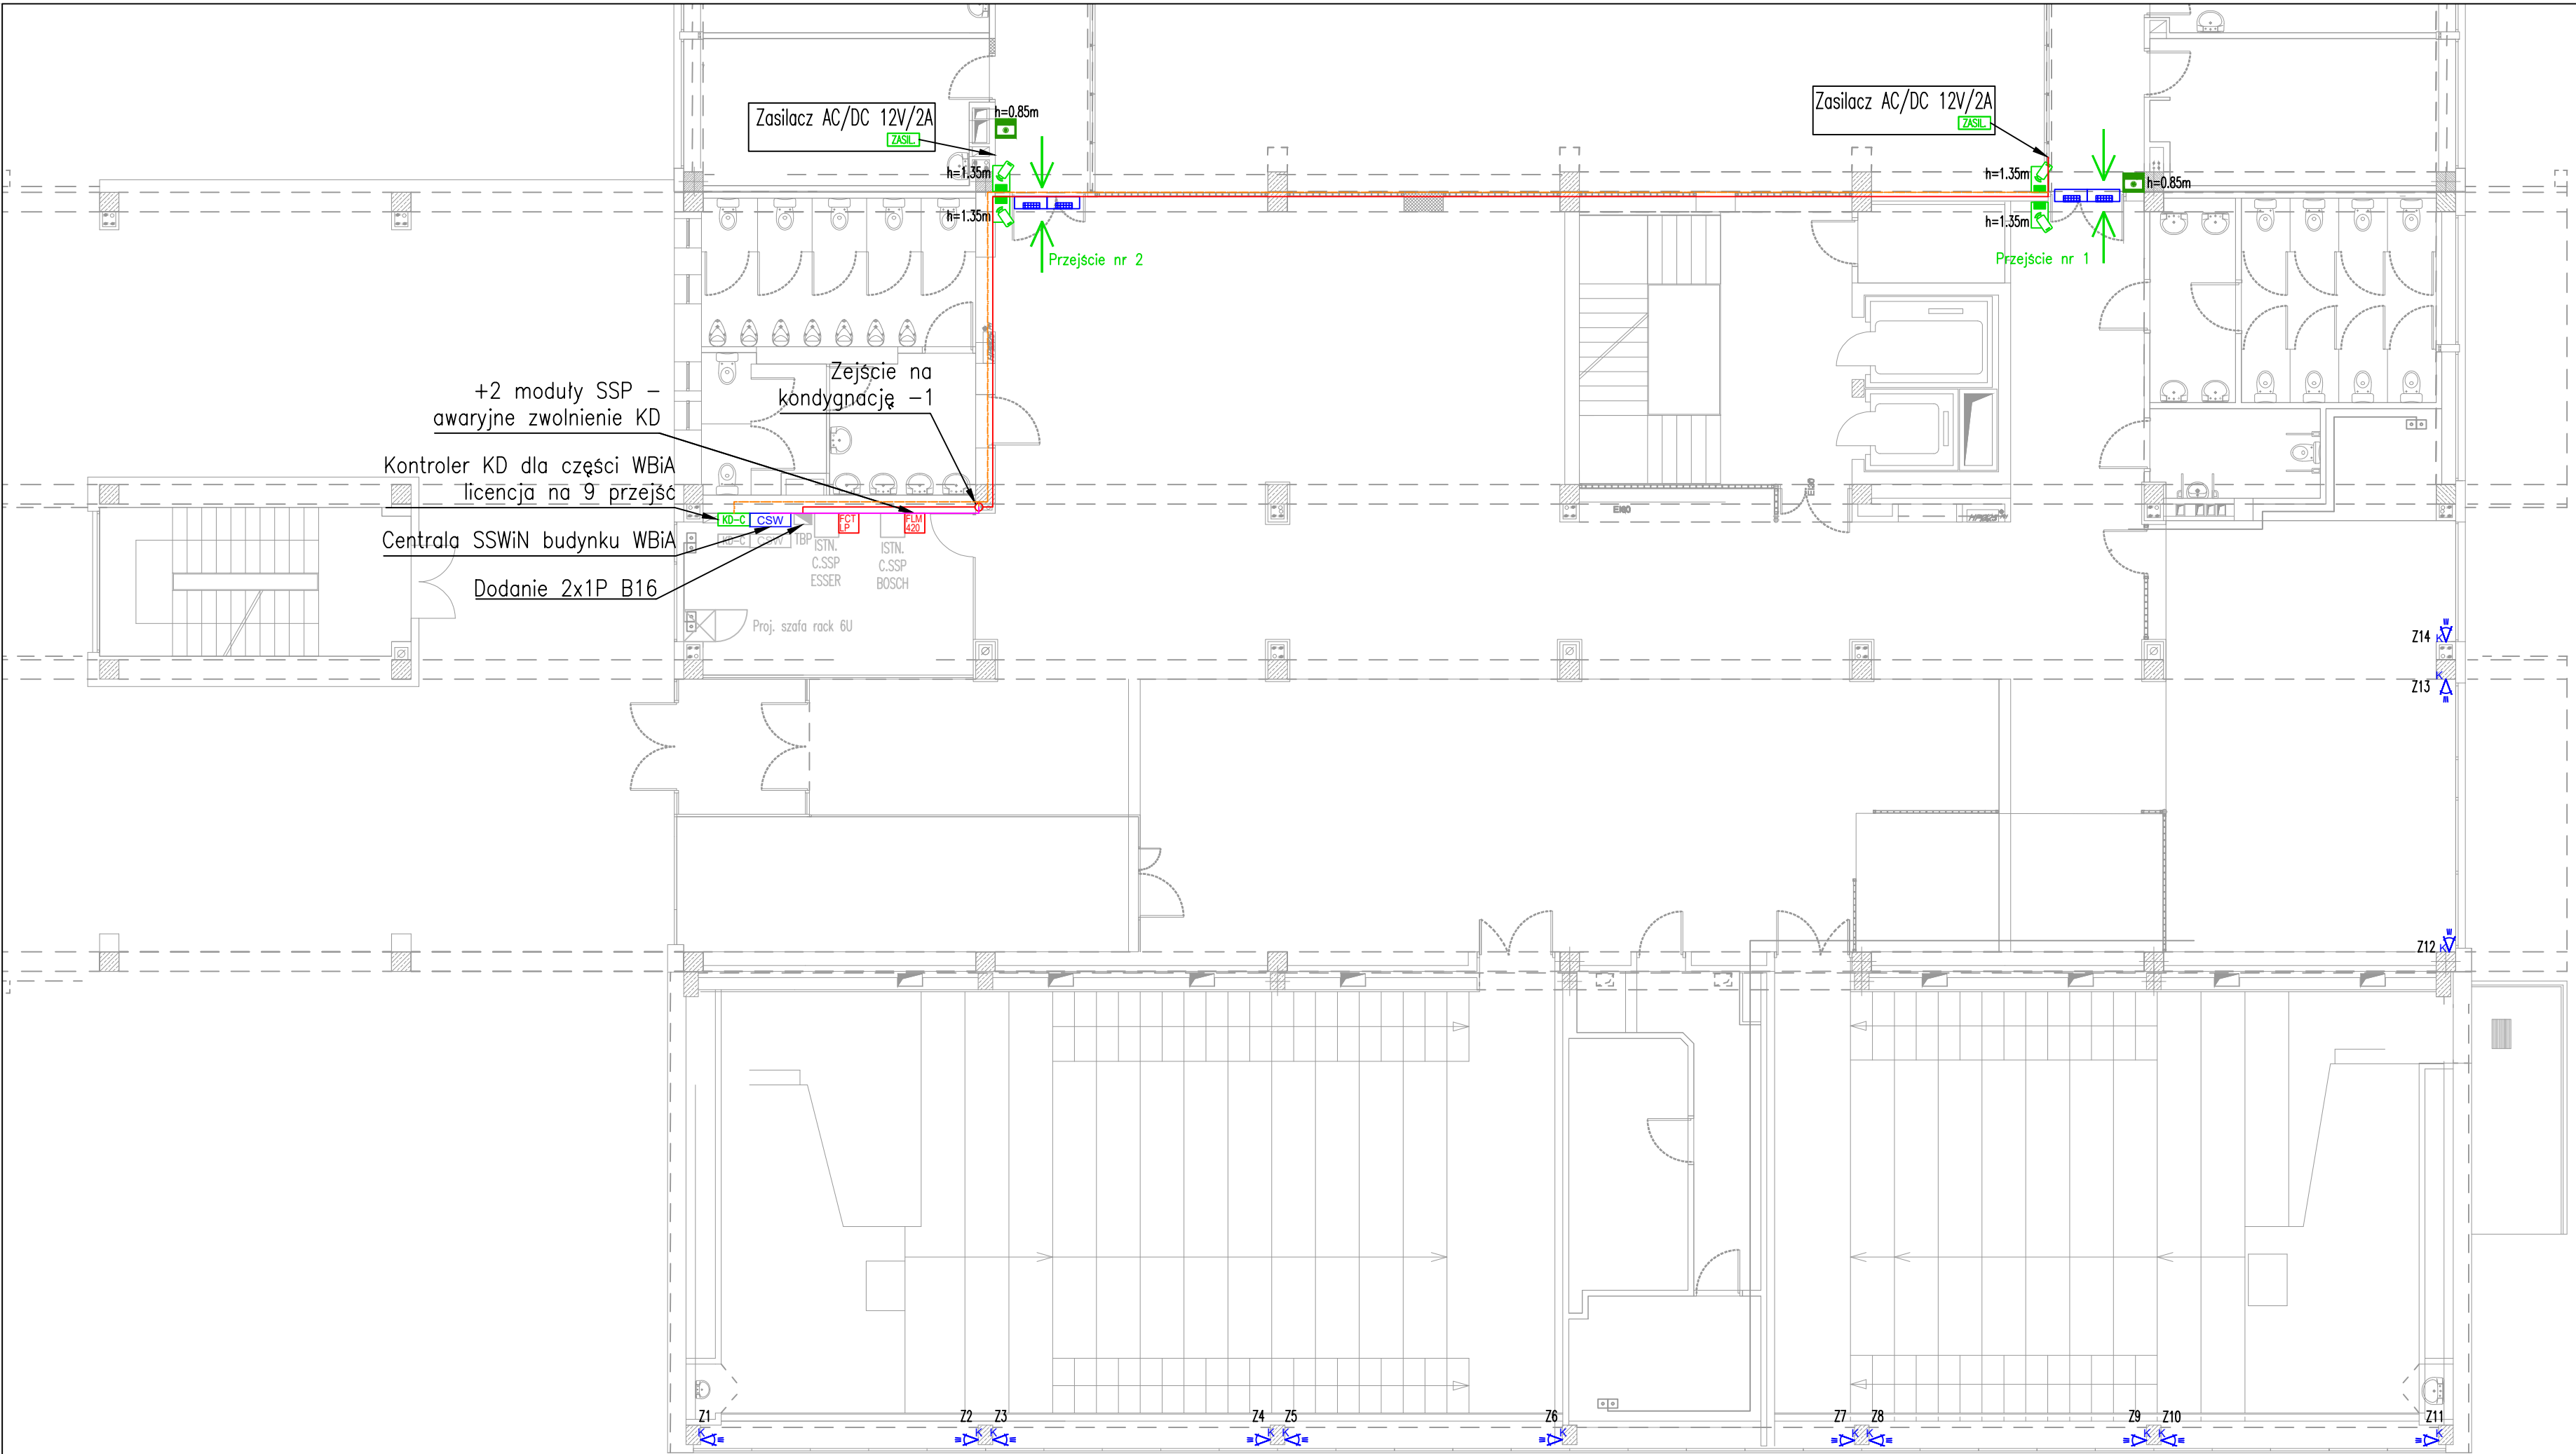 Zasilacz AC/DC 12V/2A
ZASIL.
h=0.85m
h=1.35m
h=1.35m
Przejście nr 2
Zasilacz AC/DC 12V/2A
ZASIL.
h=1.35m
h=0.85m
h=1.35m
Przejście nr 1
Zejście na
kondygnację -1
+2 moduły SSP -
awaryjne zwolnienie KD
Kontroler KD dla części WBiA
licencja na 9 przejść
Centrala SSWiN budynku WBiA
Dodanie 2x1P B16
KD-C
CSW
FCT
LP
FLM
420
KD-C
CSW
TBP
ISTN.
C.SSP
ESSER
ISTN.
C.SSP
BOSCH
Proj. szafa rack 6U
Z14
K
Z13
K
Z12
K
Z1
K
Z2
K
Z3
K
Z4
K
Z5
K
Z6
K
Z7
K
Z8
K
Z9
K
Z10
K
Z11
K